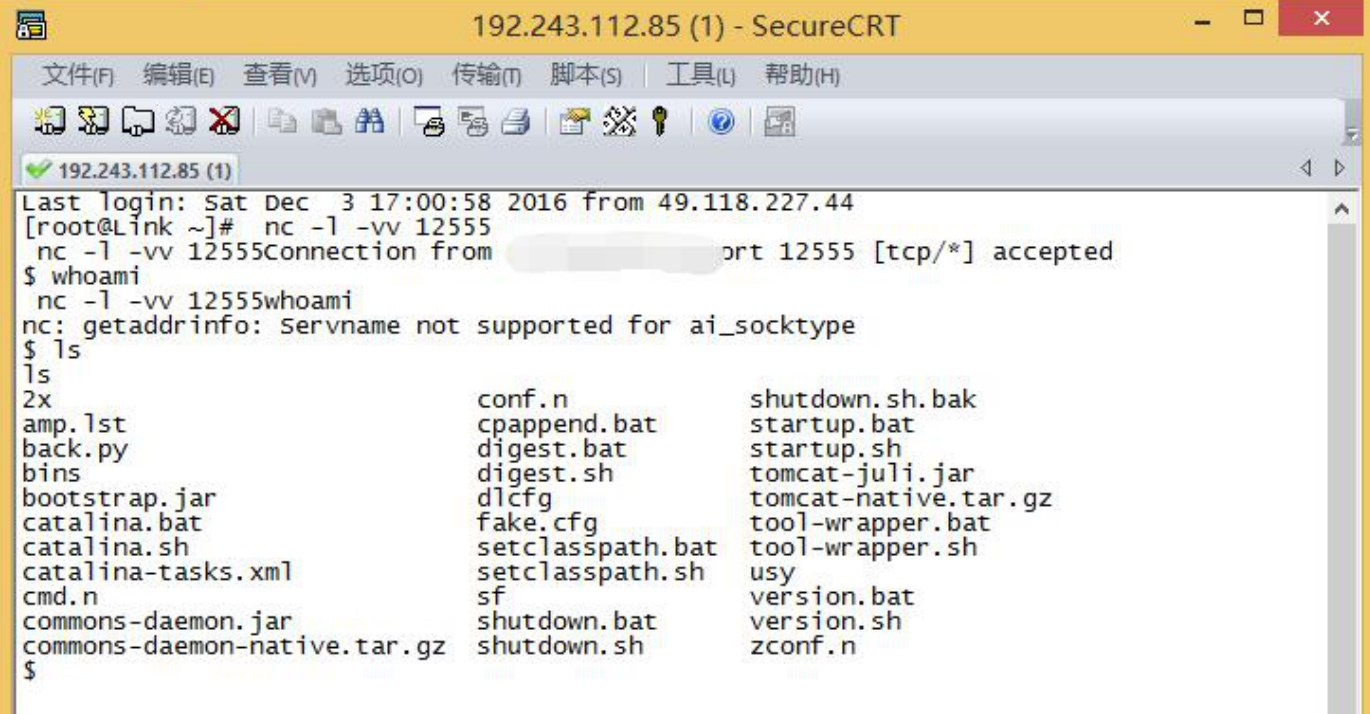 192.243.112.85 (1) - SecureCRT
文件(F) 编辑(E) 查看(V) 选项(O) 传输(T) 脚本(S) 工具(L) 帮助(H)
192.243.112.85 (1)
Last login: Sat Dec  3 17:00:58 2016 from 49.118.227.44
[root@Link ~]#  nc -l -vv 12555
 nc -l -vv 12555Connection from ort 12555 [tcp/*] accepted
$ whoami
 nc -l -vv 12555whoami
nc: getaddrinfo: Servname not supported for ai_socktype
$ ls
ls
2x conf.n shutdown.sh.bak
amp.lst cpappend.bat startup.bat
back.py digest.bat startup.sh
bins digest.sh tomcat-juli.jar
bootstrap.jar dlcfg tomcat-native.tar.gz
catalina.bat fake.cfg tool-wrapper.bat
catalina.sh setclasspath.bat tool-wrapper.sh
catalina-tasks.xml setclasspath.sh usy
cmd.n sf version.bat
commons-daemon.jar shutdown.bat version.sh
commons-daemon-native.tar.gz shutdown.sh zconf.n
$